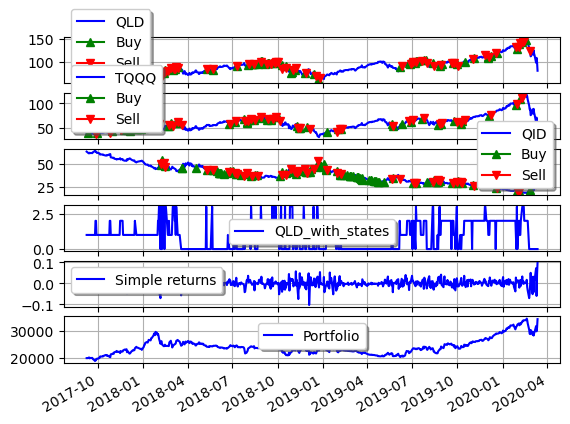 QLD
Buy
Sell
150
100
TQQQ
Buy
Sell
100
50
QID
Buy
Sell
50
25
QLD_with_states
2.5
0.0
Simple returns
0.1
0.0
−0.1
Portfolio
30000
20000
2017-10
2018-01
2018-04
2018-07
2018-10
2019-01
2019-04
2019-07
2019-10
2020-01
2020-04